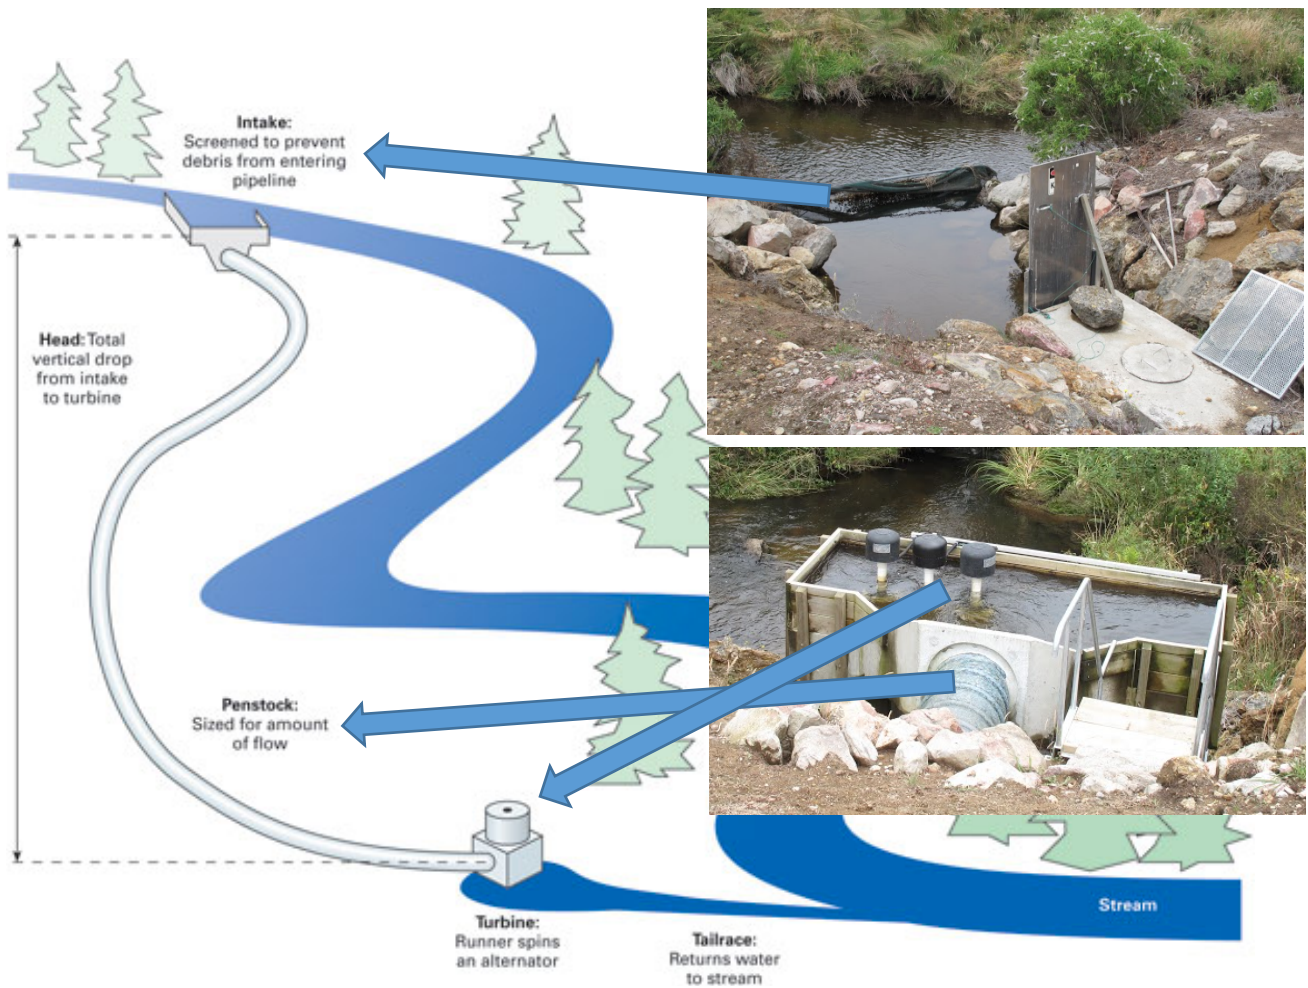 Intake:
Screened to prevent
debris from entering
pipeline
Head: Total
vertical drop
from intake
to turbine
Penstock:
Sized for amount
of flow
Turbine:
Runner spins
an alternator
Tailrace:
Returns water
to stream
Stream